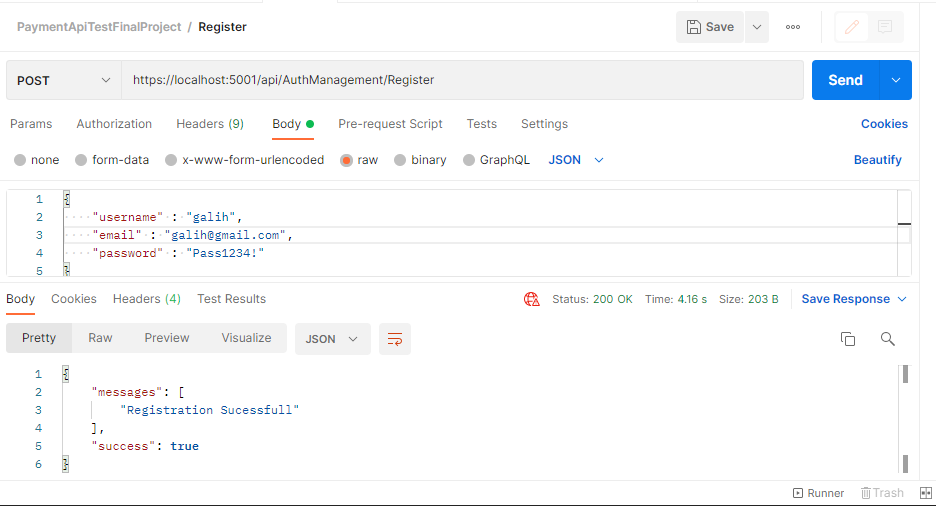 PaymentApiTestFinalProject / Register Save
POST https://localhost:5001/api/AuthManagement/Register Send
Params Authorization Headers (9) Body Pre-request Script Tests Settings Cookies
none form-data x-www-form-urlencoded raw binary GraphQL JSON Beautify
1 {
2 "username" : "galih",
3 "email" : "galih@gmail.com",
4 "password" : "Pass1234!"
5 }
Body Cookies Headers (4) Test Results Status: 200 OK Time: 4.16 s Size: 203 B Save Response
Pretty Raw Preview Visualize JSON
1 {
2 "messages": [
3 "Registration Sucessfull"
4 ],
5 "success": true
6 }
Runner Trash